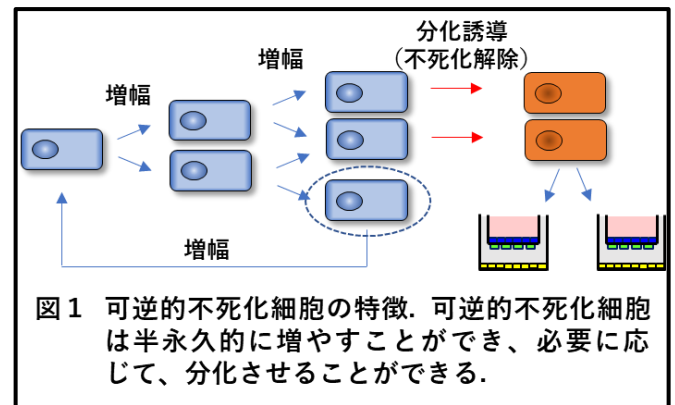 分化誘導
（不死化解除）
増幅
増幅
増幅
図１ 可逆的不死化細胞の特徴. 可逆的不死化細胞
は半永久的に増やすことができ、必要に応
じて、分化させることができる.